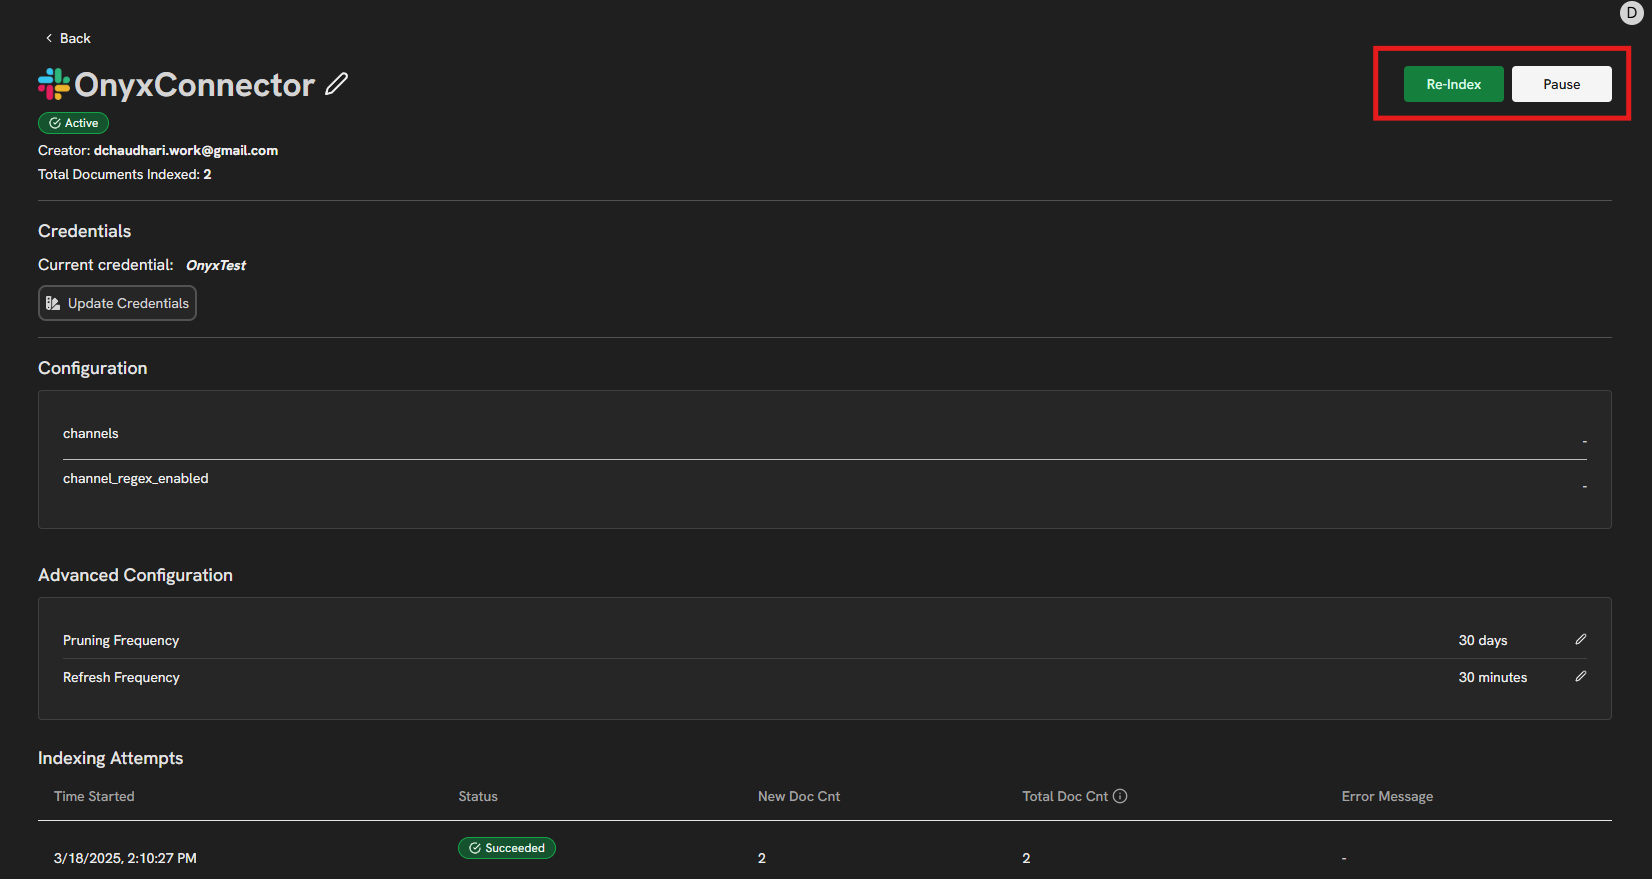 D
Back
OnyxConnector
Re-Index
Pause
Active
Creator: dchaudhari.work@gmail.com
Total Documents Indexed: 2
Credentials
Current credential: OnyxTest
Update Credentials
Configuration
channels
-
channel_regex_enabled
-
Advanced Configuration
Pruning Frequency 30 days
Refresh Frequency 30 minutes
Indexing Attempts
Time Started Status New Doc Cnt Total Doc Cnt Error Message
3/18/2025, 2:10:27 PM Succeeded 2 2 -